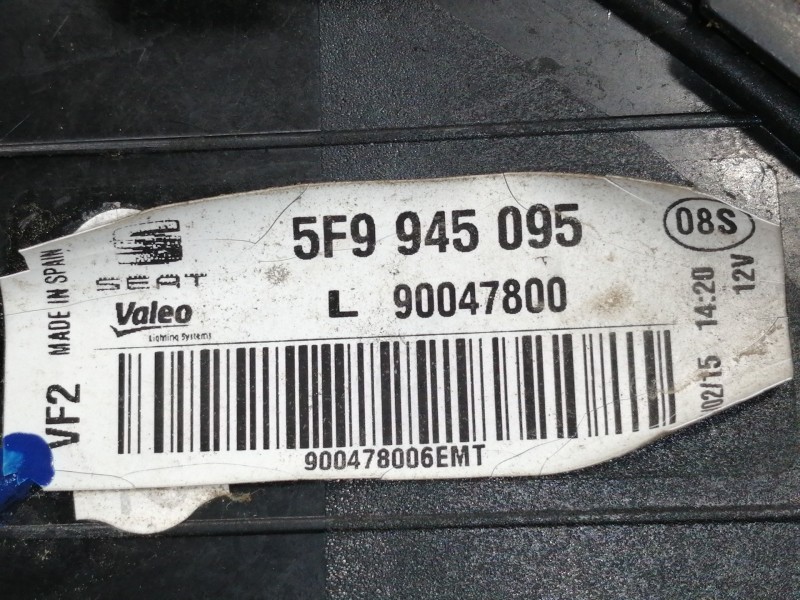 5F9 945 095
08S
SEAT
MADE IN SPAIN
Valeo
Lighting Systems
L 90047800
VF2
/02/15 14:20
12V
900478006EMT